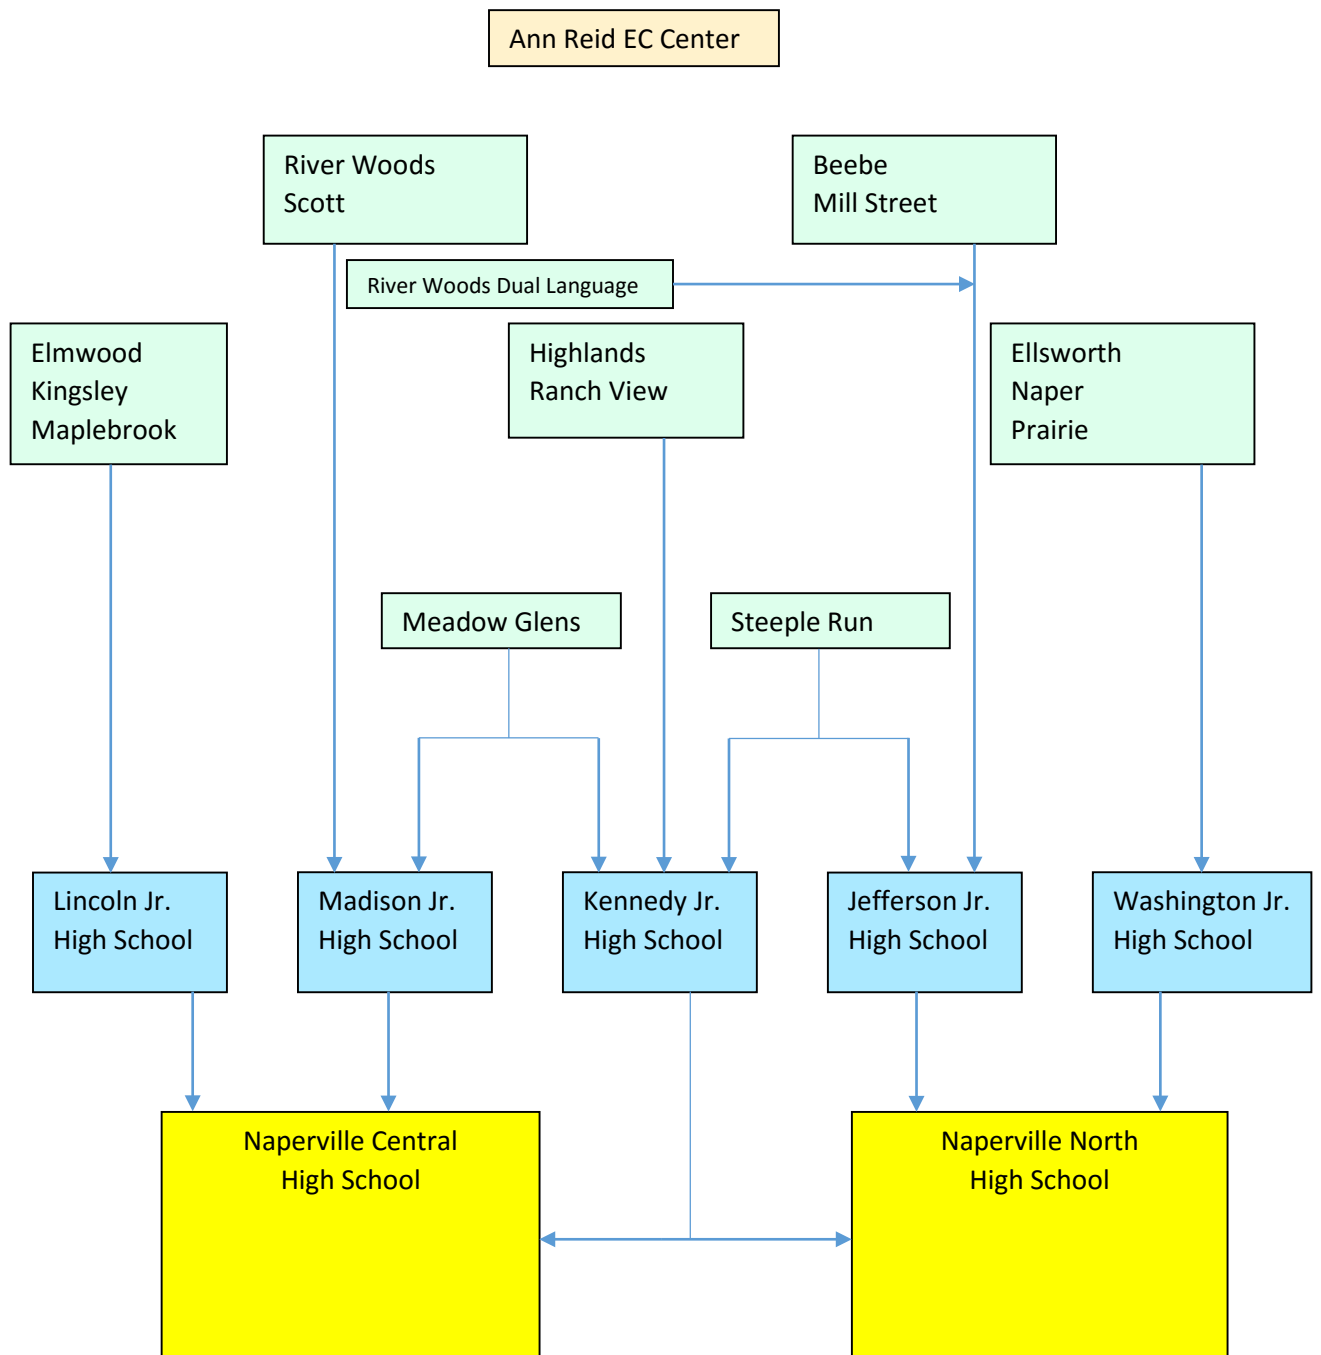 Ann Reid EC Center
River Woods
Scott
Beebe
Mill Street
River Woods Dual Language
Elmwood
Kingsley
Maplebrook
Highlands
Ranch View
Ellsworth
Naper
Prairie
Meadow Glens
Steeple Run
Lincoln Jr.
High School
Madison Jr.
High School
Kennedy Jr.
High School
Jefferson Jr.
High School
Washington Jr.
High School
Naperville Central
High School
Naperville North
High School